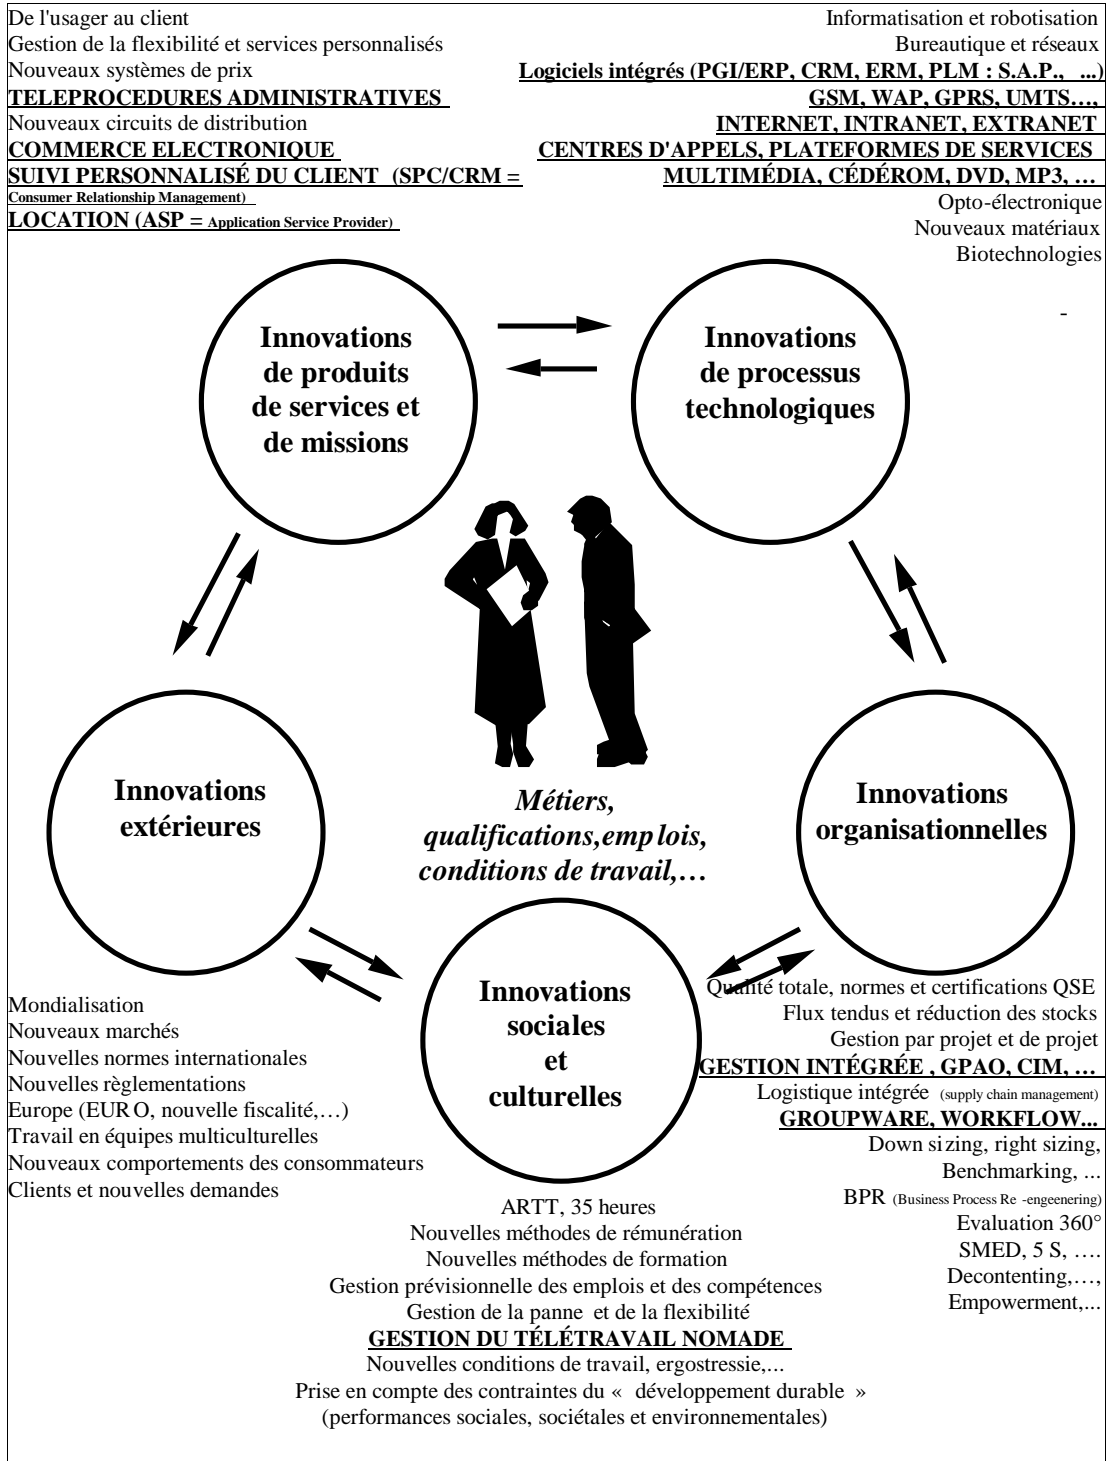 De l'usager au client
Gestion de la flexibilité et services personnalisés
Nouveaux systèmes de prix
TELEPROCEDURES ADMINISTRATIVES
Nouveaux circuits de distribution
COMMERCE ELECTRONIQUE
SUIVI PERSONNALISÉ DU CLIENT (SPC/CRM =
Consumer Relationship Management)
LOCATION (ASP = Application Service Provider)
Informatisation et robotisation
Bureautique et réseaux
Logiciels intégrés (PGI/ERP, CRM, ERM, PLM : S.A.P., ...)
GSM, WAP, GPRS, UMTS…,
INTERNET, INTRANET, EXTRANET
CENTRES D'APPELS, PLATEFORMES DE SERVICES
MULTIMÉDIA, CÉDÉROM, DVD, MP3, …
Opto-électronique
Nouveaux matériaux
Biotechnologies
-
Innovations
de produits
de services et
de missions
Innovations
de processus
technologiques
Innovations
extérieures
Métiers,
qualifications,emplois,
conditions de travail,…
Innovations
organisationnelles
Innovations
sociales
et
culturelles
Mondialisation
Nouveaux marchés
Nouvelles normes internationales
Nouvelles règlementations
Europe (EURO, nouvelle fiscalité,…)
Travail en équipes multiculturelles
Nouveaux comportements des consommateurs
Clients et nouvelles demandes
Qualité totale, normes et certifications QSE
Flux tendus et réduction des stocks
Gestion par projet et de projet
GESTION INTÉGRÉE , GPAO, CIM, …
Logistique intégrée (supply chain management)
GROUPWARE, WORKFLOW...
Down sizing, right sizing,
Benchmarking, ...
BPR (Business Process Re -engeenering)
Evaluation 360°
SMED, 5 S, ….
Decontenting,…,
Empowerment,...
ARTT, 35 heures
Nouvelles méthodes de rémunération
Nouvelles méthodes de formation
Gestion prévisionnelle des emplois et des compétences
Gestion de la panne et de la flexibilité
GESTION DU TÉLÉTRAVAIL NOMADE
Nouvelles conditions de travail, ergostressie,...
Prise en compte des contraintes du « développement durable »
(performances sociales, sociétales et environnementales)